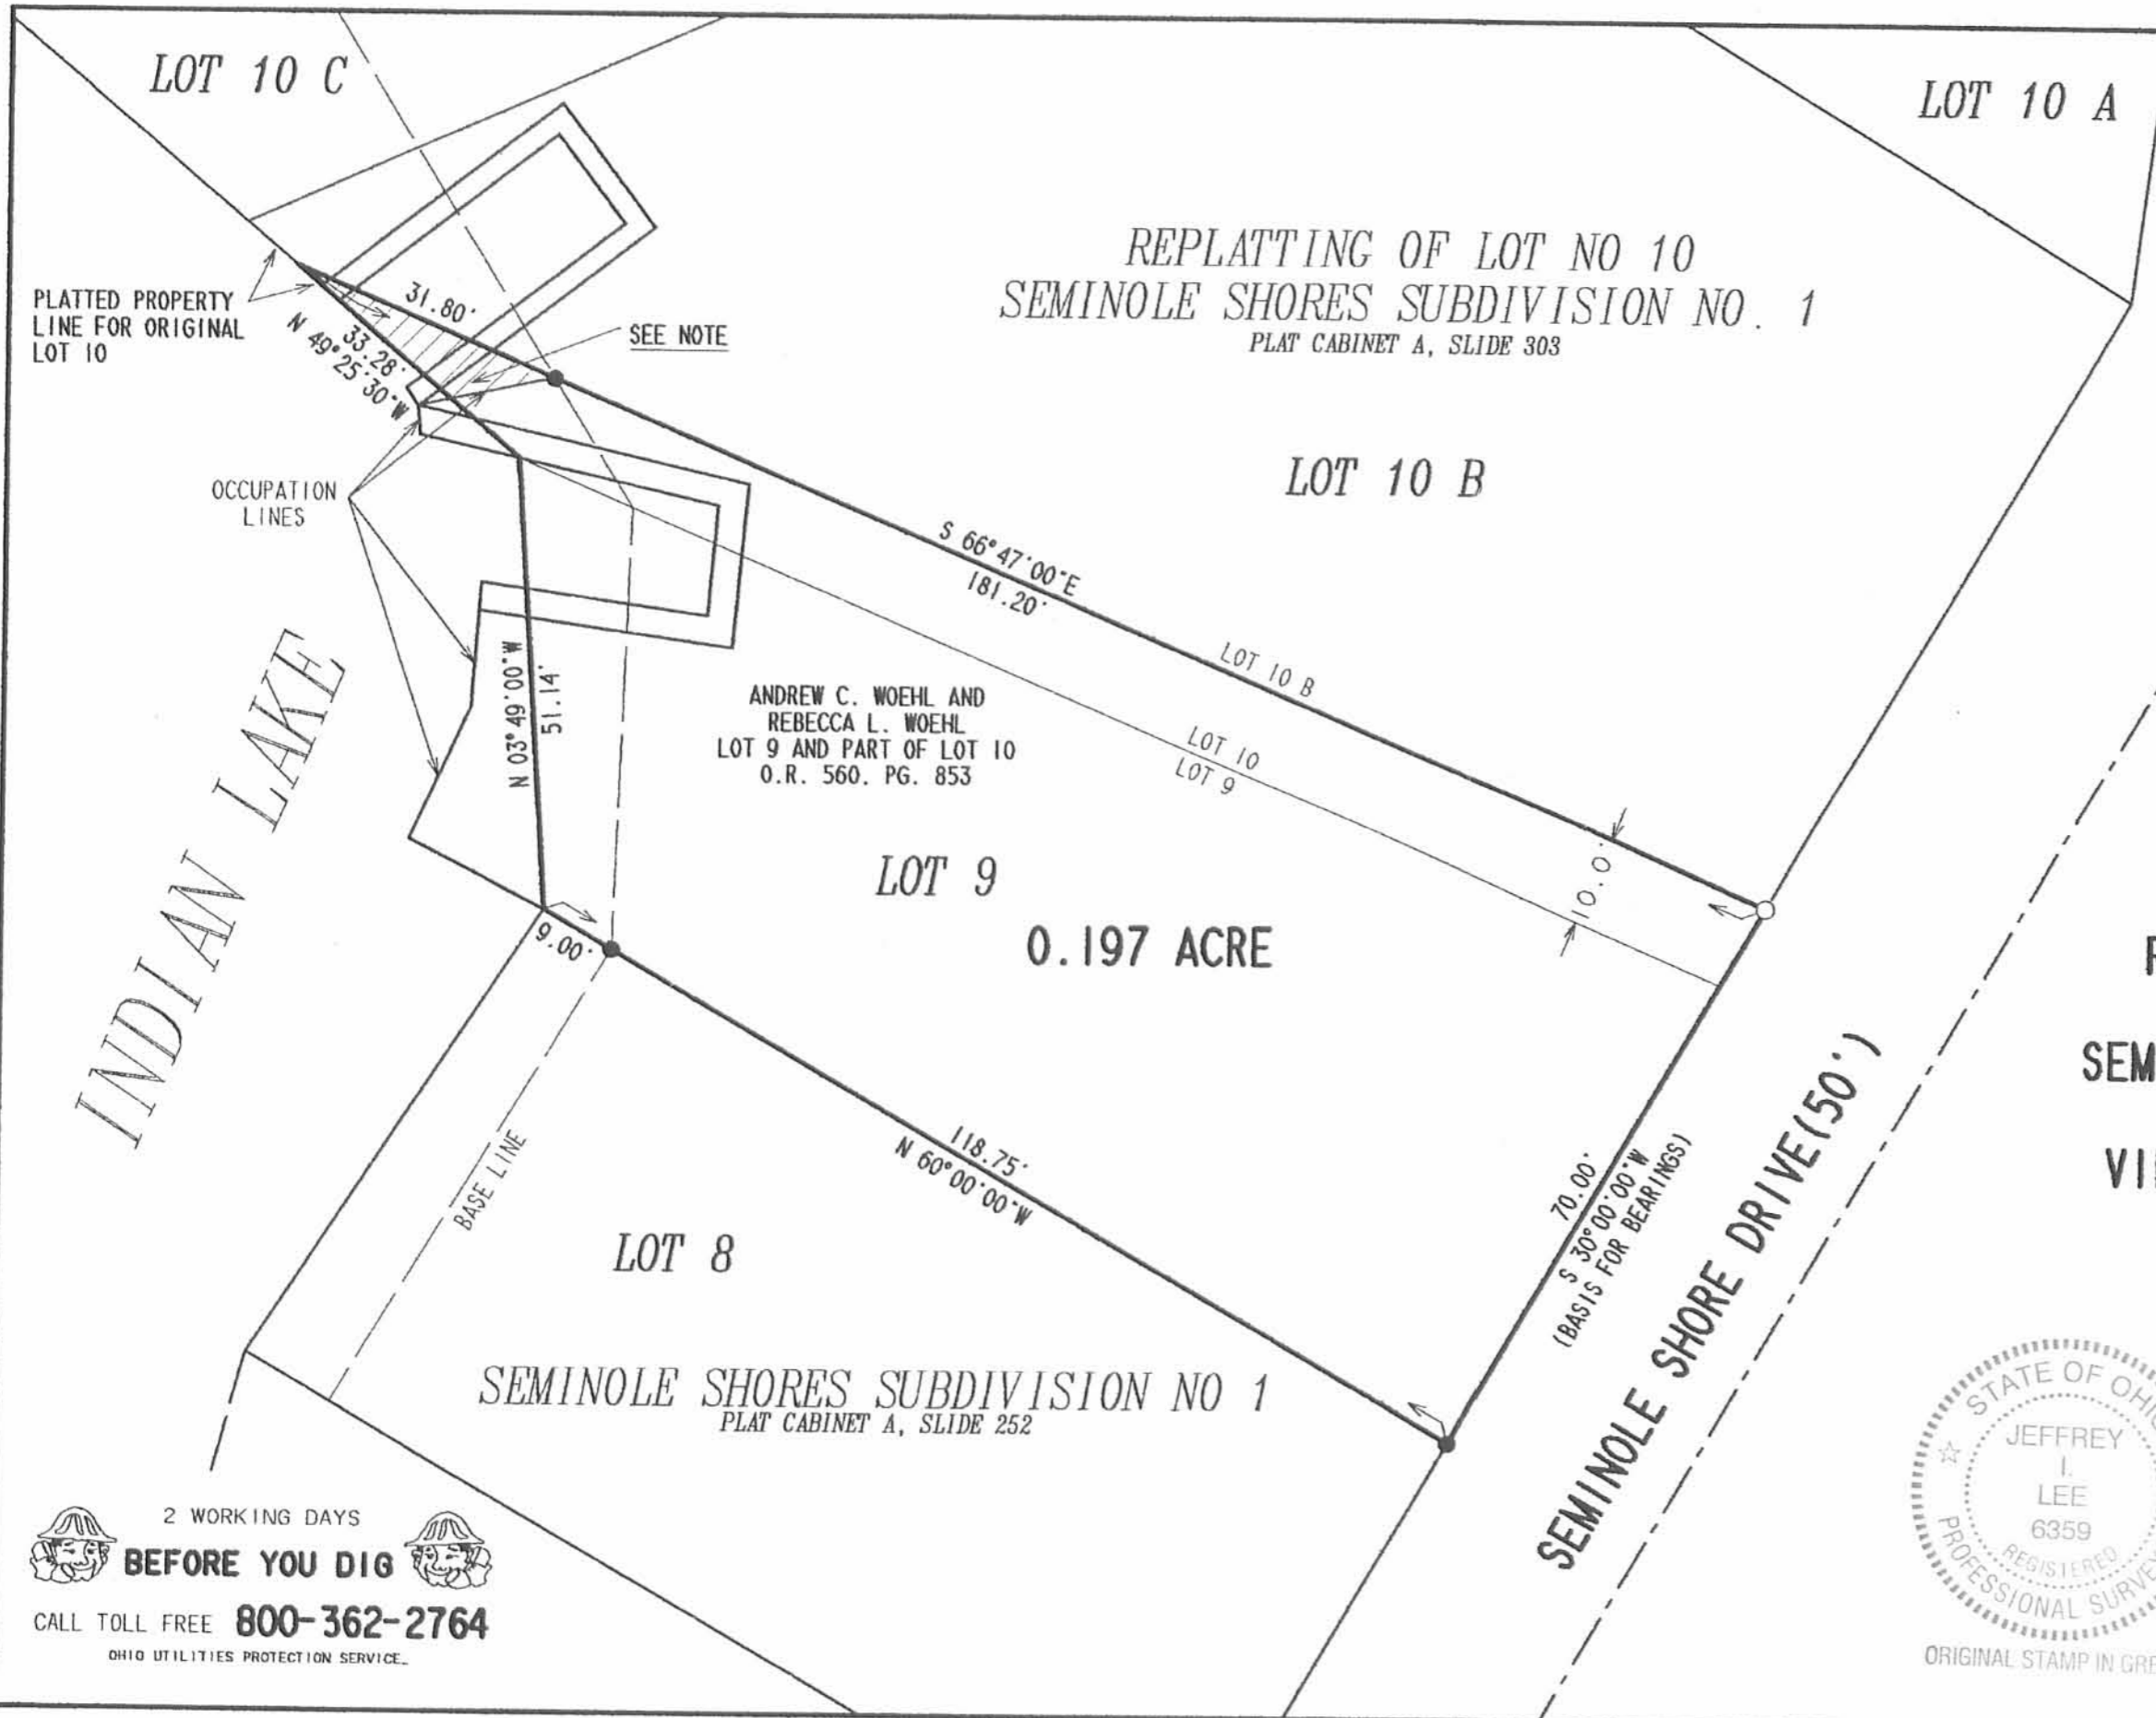 LOT 10 C
LOT 10 A
REPLATTING OF LOT NO 10
SEMINOLE SHORES SUBDIVISION NO. 1
PLAT CABINET A, SLIDE 303
PLATTED PROPERTY
LINE FOR ORIGINAL
LOT 10
31.80'
33.28'
N 49°25'30"W
SEE NOTE
LOT 10 B
OCCUPATION
LINES
S 66°47'00"E
181.20'
LOT 10 B
LOT 10
LOT 9
N 03°49'00"W
51.14'
ANDREW C. WOEHL AND
REBECCA L. WOEHL
LOT 9 AND PART OF LOT 10
O.R. 560. PG. 853
INDIAN LAKE
LOT 9
0.197 ACRE
10.0'
9.00'
BASE LINE
118.75'
N 60°00'00"W
70.00'
S 30°00'00"W
(BASIS FOR BEARINGS)
SEMINOLE SHORE DRIVE(50')
LOT 8
SEMINOLE SHORES SUBDIVISION NO 1
PLAT CABINET A, SLIDE 252
SEM
VI
2 WORKING DAYS
BEFORE YOU DIG
CALL TOLL FREE 800-362-2764
OHIO UTILITIES PROTECTION SERVICE
STATE OF OHIO
JEFFREY
I.
LEE
6359
REGISTERED
PROFESSIONAL SURVE
ORIGINAL STAMP IN GRE